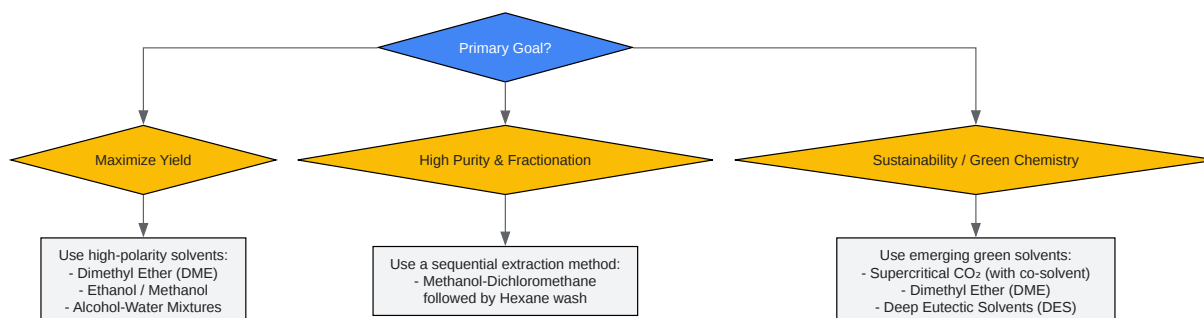 Primary Goal?
Maximize Yield
High Purity & Fractionation
Sustainability / Green Chemistry
Use high-polarity solvents:
- Dimethyl Ether (DME)
- Ethanol / Methanol
- Alcohol-Water Mixtures
Use a sequential extraction method:
- Methanol-Dichloromethane
followed by Hexane wash
Use emerging green solvents:
- Supercritical CO₂ (with co-solvent)
- Dimethyl Ether (DME)
- Deep Eutectic Solvents (DES)